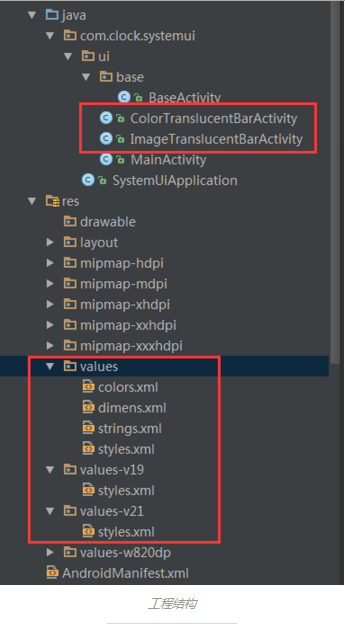 java
com.clock.systemui
ui
base
BaseActivity
ColorTranslucentBarActivity
ImageTranslucentBarActivity
MainActivity
SystemUiApplication
res
drawable
layout
mipmap-hdpi
mipmap-mdpi
mipmap-xhdpi
mipmap-xxhdpi
mipmap-xxxhdpi
values
colors.xml
dimens.xml
strings.xml
styles.xml
values-v19
styles.xml
values-v21
styles.xml
values-w820dp
AndroidManifest.xml
工程结构